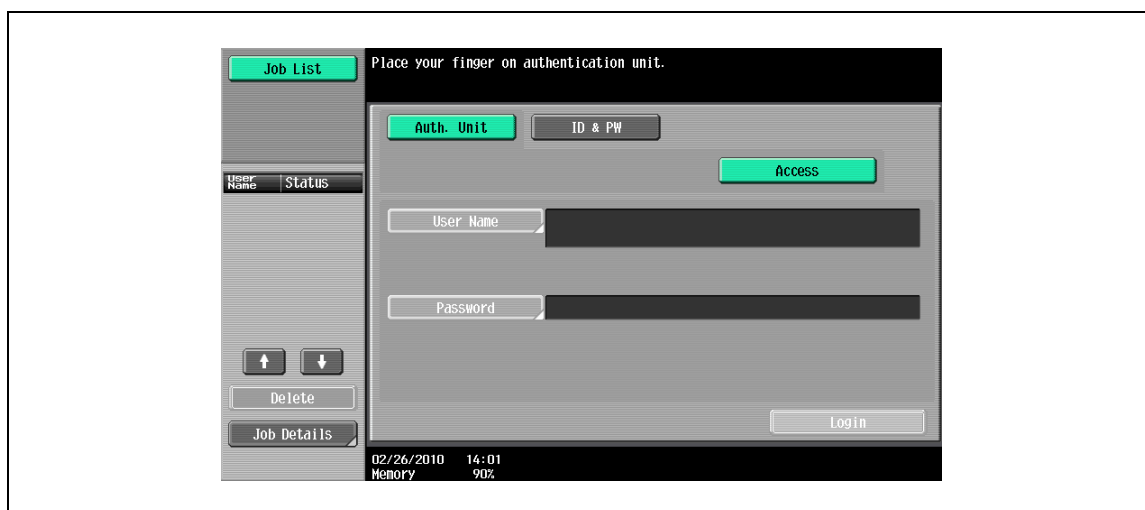 Job List
Place your finger on authentication unit.
Auth. Unit
ID & PW
Access
User Name
Status
User Name
Password
Delete
Job Details
Login
02/26/2010 14:01
Memory 90%